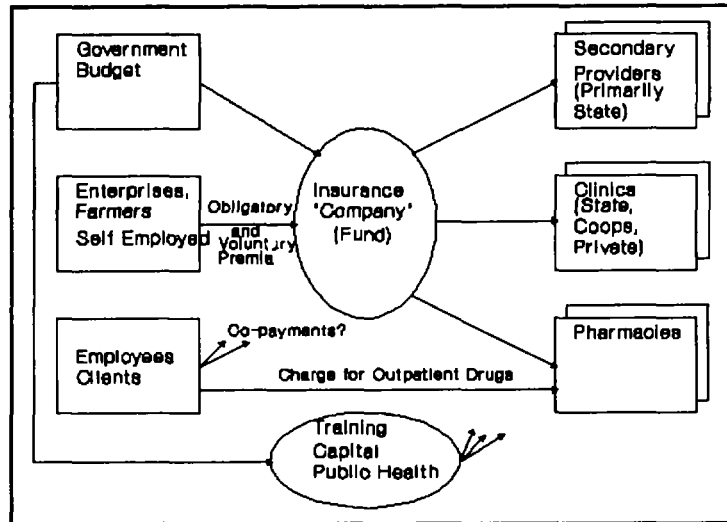 Government
Budget
Enterprises,
Farmers
Self Employed
Obligatory
and
Voluntary
Premia
Employees
Clients
Co-payments?
Charge for Outpatient Drugs
Insurance
"Company"
(Fund)
Training
Capital
Public Health
Secondary
Providers
(Primarily
State)
Clinics
(State,
Coops,
Private)
Pharmacies